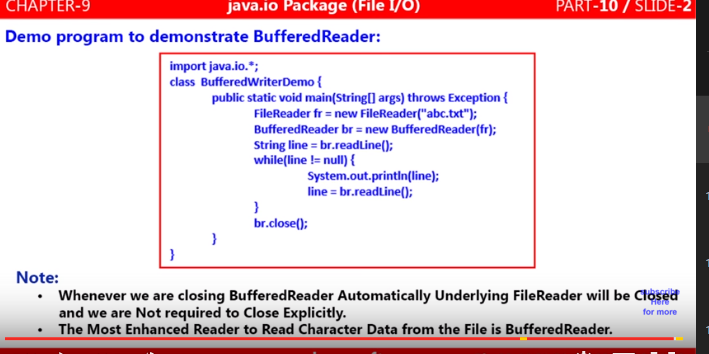 CHAPTER-9 java.io Package (File I/O) PART-10 / SLIDE-2
Demo program to demonstrate BufferedReader:
import java.io.*;
class BufferedWriterDemo {
public static void main(String[] args) throws Exception {
FileReader fr = new FileReader("abc.txt");
BufferedReader br = new BufferedReader(fr);
String line = br.readLine();
while(line != null) {
System.out.println(line);
line = br.readLine();
}
br.close();
}
}
Note:
• Whenever we are closing BufferedReader Automatically Underlying FileReader will be Closed
and we are Not required to Close Explicitly.
• The Most Enhanced Reader to Read Character Data from the File is BufferedReader.
subscribe
Here
for more